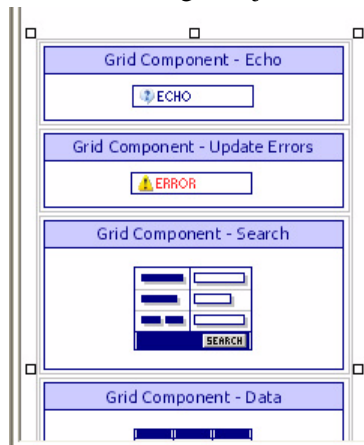 Grid Component - Echo
ECHO
Grid Component - Update Errors
ERROR
Grid Component - Search
SEARCH
Grid Component - Data